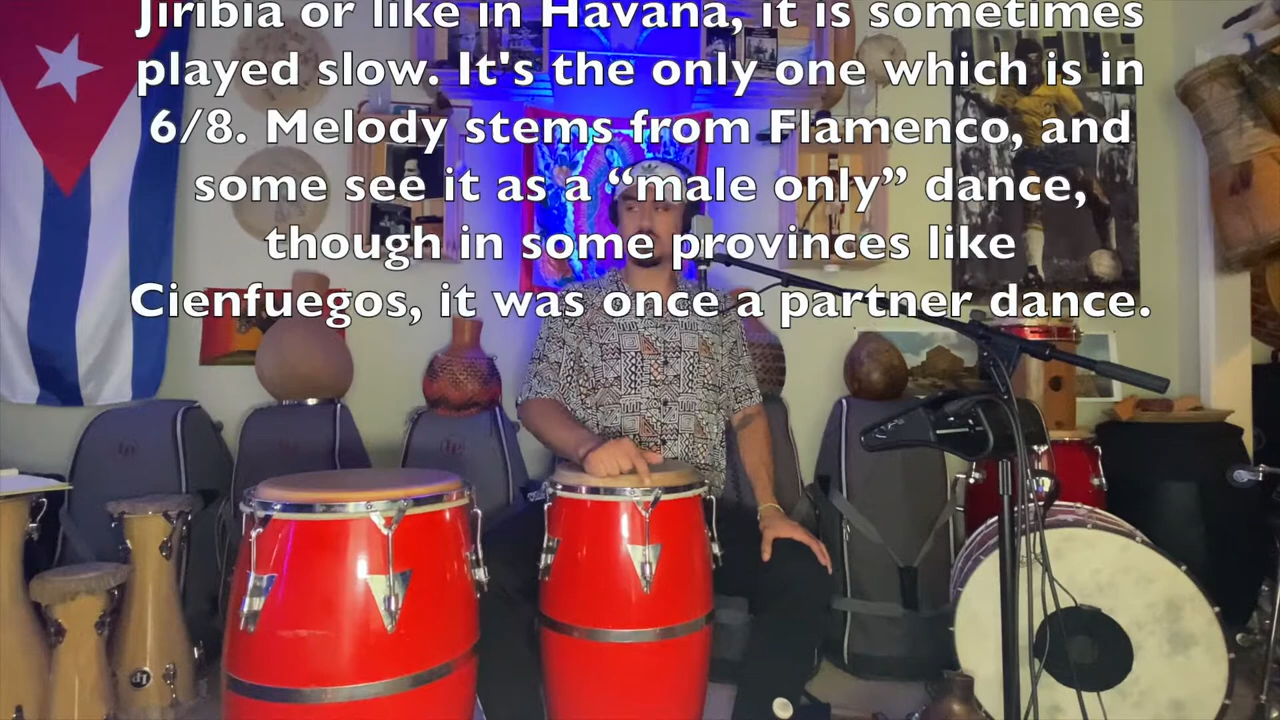 Jiribia or like in Havana, it is sometimes
played slow. It's the only one which is in
6/8. Melody stems from Flamenco, and
some see it as a “male only” dance,
though in some provinces like
Cienfuegos, it was once a partner dance.